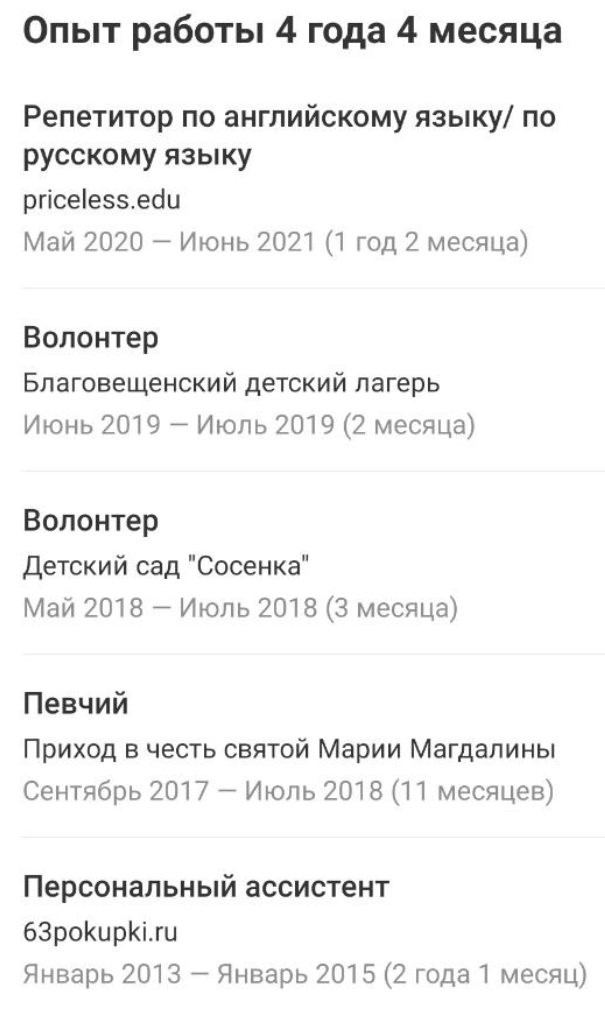 Опыт работы 4 года 4 месяца
Репетитор по английскому языку/ по
русскому языку
priceless.edu
Май 2020 — Июнь 2021 (1 год 2 месяца)
Волонтер
Благовещенский детский лагерь
Июнь 2019 — Июль 2019 (2 месяца)
Волонтер
Детский сад "Сосенка"
Май 2018 — Июль 2018 (3 месяца)
Певчий
Приход в честь святой Марии Магдалины
Сентябрь 2017 — Июль 2018 (11 месяцев)
Персональный ассистент
63pokupki.ru
Январь 2013 — Январь 2015 (2 года 1 месяц)